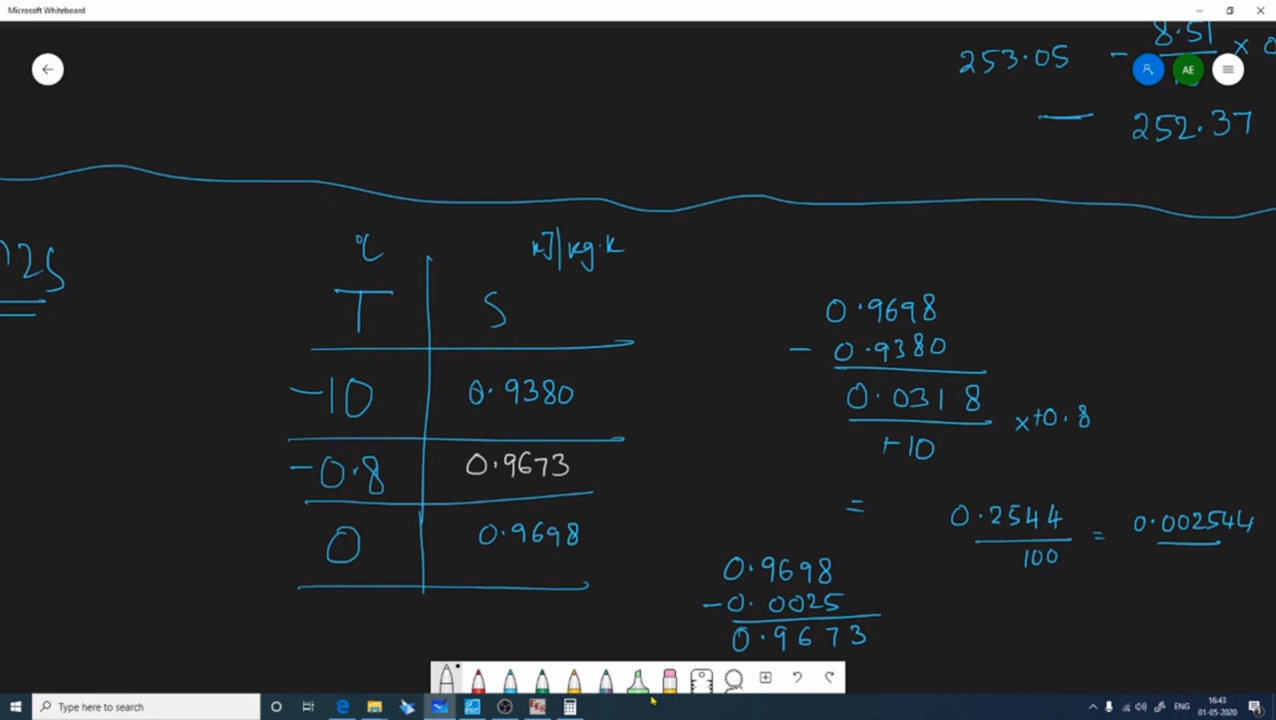 Microsoft Whiteboard
8.51
253.05 - × 0
AE
252.37
℃ kJ/kg·K
T S
0.9698
- 0.9380
-10 0.9380
0.0318 × +0.8
+10
-0.8 0.9673
0 0.9698
= 0.2544 = 0.002544
100
0.9698
-0.0025
0.9673
Type here to search
ENG
16:43
01-05-2020